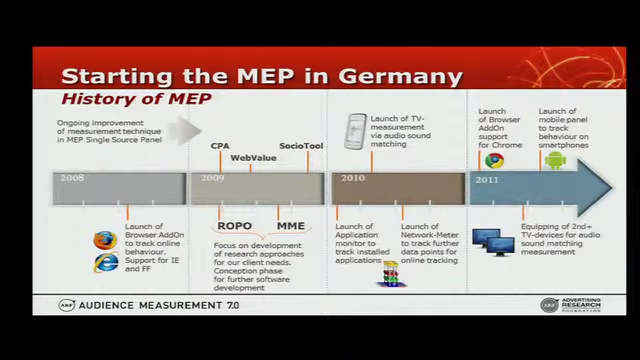 Starting the MEP in Germany
History of MEP
Ongoing improvement
of measurement technique
in MEP Single Source Panel
CPA
WebValue
SocioTool
Launch of TV-
measurement
via audio sound
matching
Launch
of Browser
AddOn
support
for Chrome
Launch of
mobile panel
to track
behaviour on
smartphones
2008
2009
2010
2011
Launch of
Browser AddOn
to track online
behaviour.
Support for IE
and FF
ROPO
MME
Focus on development
of research approaches
for our client needs.
Conception phase
for further software
development
Launch of
Application
monitor to
track installed
applications
Launch of
Network-Meter
to track further
data points for
online tracking
Equipping of 2nd+
TV-devices for audio
sound matching
measurement
ARF
AUDIENCE MEASUREMENT 7.0
ARF
ADVERTISING
RESEARCH
FOUNDATION